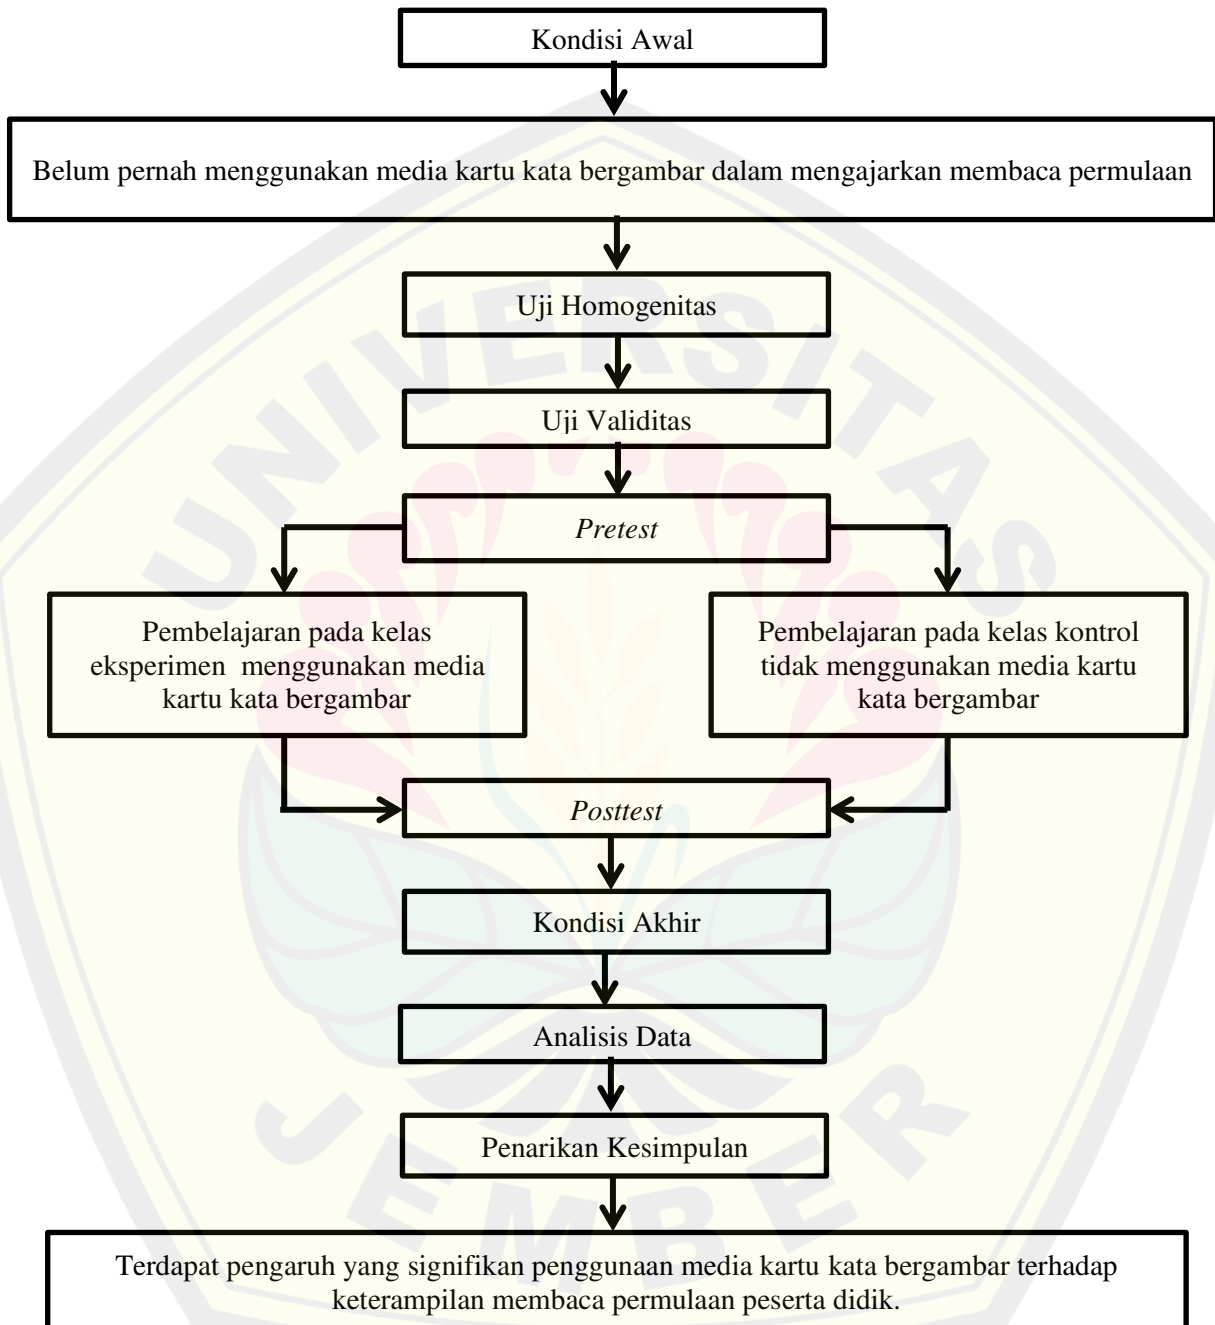 Kondisi Awal
Belum pernah menggunakan media kartu kata bergambar dalam mengajarkan membaca permulaan
Uji Homogenitas
Uji Validitas
Pretest
Pembelajaran pada kelas
eksperimen menggunakan media
kartu kata bergambar
Pembelajaran pada kelas kontrol
tidak menggunakan media kartu
kata bergambar
Posttest
Kondisi Akhir
Analisis Data
Penarikan Kesimpulan
Terdapat pengaruh yang signifikan penggunaan media kartu kata bergambar terhadap
keterampilan membaca permulaan peserta didik.
UNIVERSITAS
JEMBER